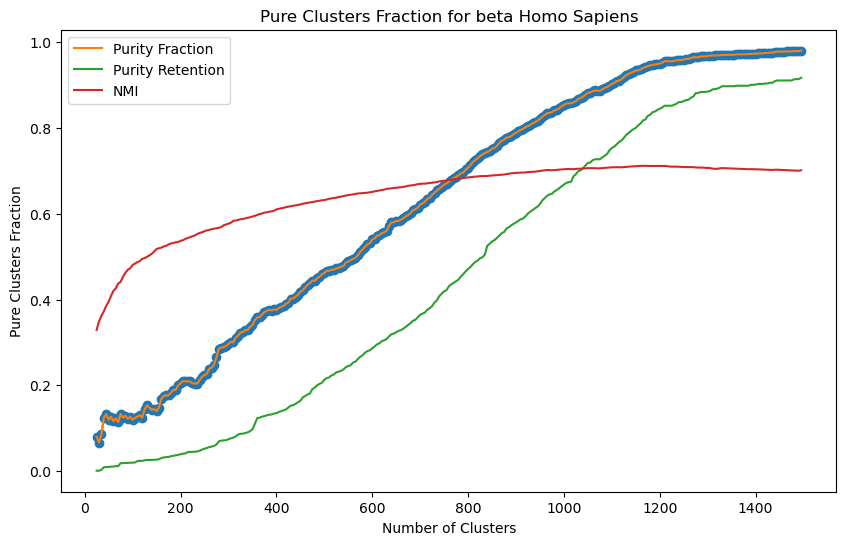 Pure Clusters Fraction for beta Homo Sapiens
Purity Fraction
Purity Retention
NMI
Pure Clusters Fraction
1.0
0.8
0.6
0.4
0.2
0.0
0 200 400 600 800 1000 1200 1400
Number of Clusters